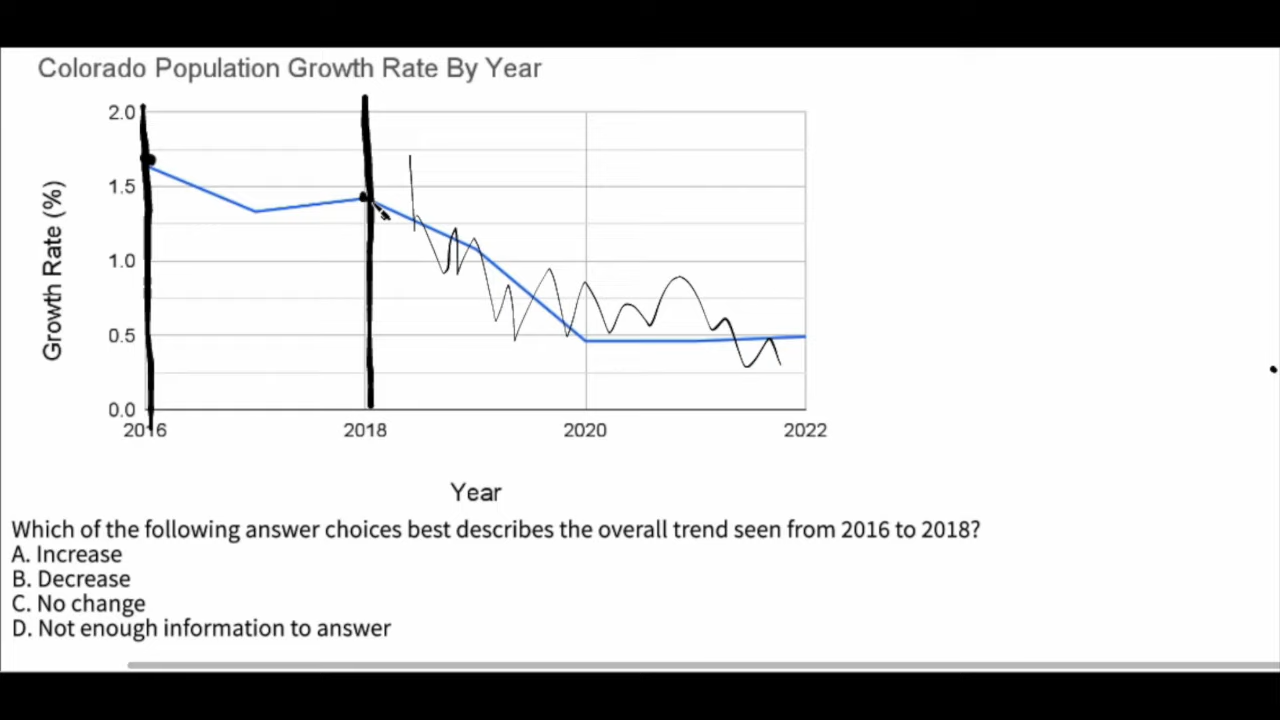 Colorado Population Growth Rate By Year
2.0
1.5
1.0
0.5
0.0
Growth Rate (%)
2016 2018 2020 2022
Year
Which of the following answer choices best describes the overall trend seen from 2016 to 2018?
A. Increase
B. Decrease
C. No change
D. Not enough information to answer